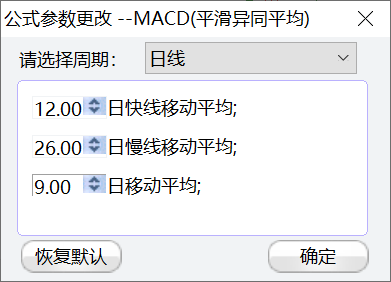 公式参数更改 --MACD(平滑异同平均)
请选择周期: 日线
12.00 日快线移动平均;
26.00 日慢线移动平均;
9.00 日移动平均;
恢复默认 确定